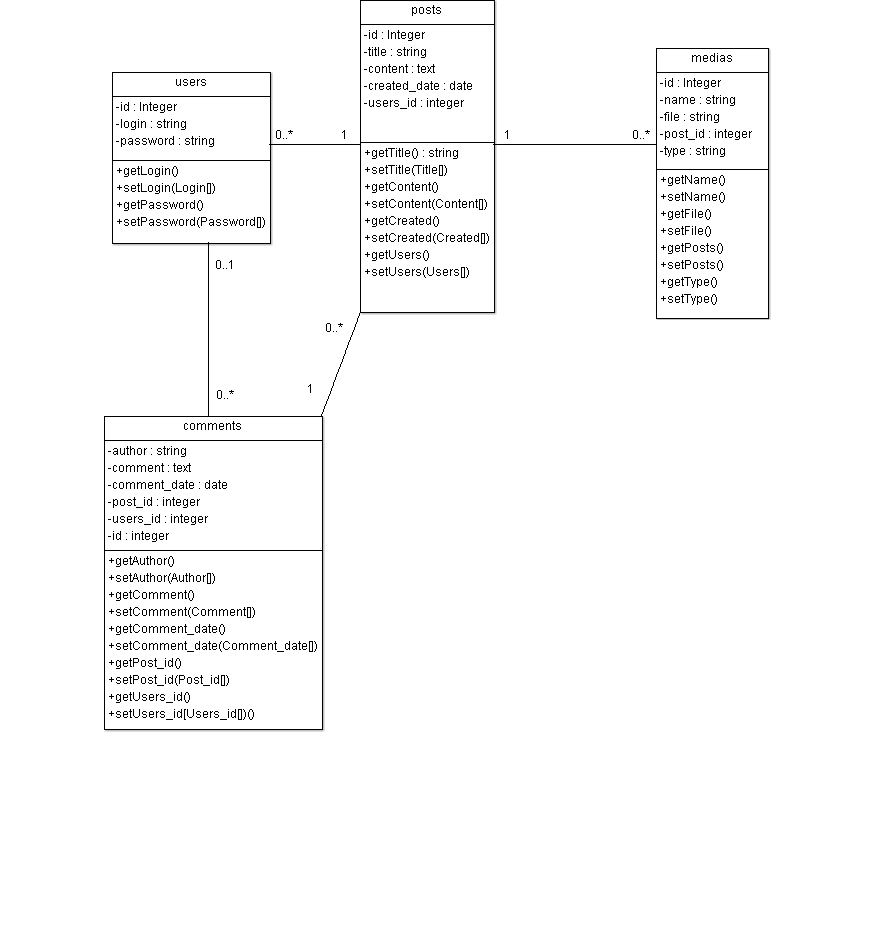 posts
-id : Integer
-title : string
-content : text
-created_date : date
-users_id : integer
+getTitle() : string
+setTitle(Title[])
+getContent()
+setContent(Content[])
+getCreated()
+setCreated(Created[])
+getUsers()
+setUsers(Users[])
medias
-id : Integer
-name : string
-file : string
-post_id : integer
-type : string
+getName()
+setName()
+getFile()
+setFile()
+getPosts()
+setPosts()
+getType()
+setType()
users
-id : Integer
-login : string
-password : string
+getLogin()
+setLogin(Login[])
+getPassword()
+setPassword(Password[])
0..*
1
1
0..*
0..1
0..*
0..*
1
comments
-author : string
-comment : text
-comment_date : date
-post_id : integer
-users_id : integer
-id : integer
+getAuthor()
+setAuthor(Author[])
+getComment()
+setComment(Comment[])
+getComment_date()
+setComment_date(Comment_date[])
+getPost_id()
+setPost_id(Post_id[])
+getUsers_id()
+setUsers_id[Users_id[])()